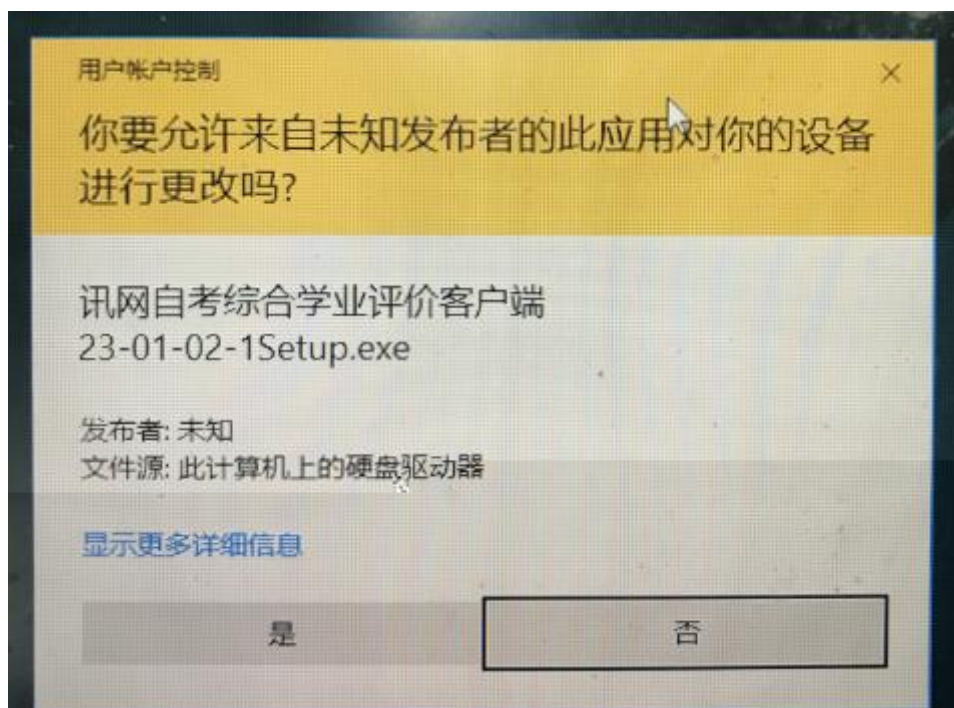 用户帐户控制
你要允许来自未知发布者的此应用对你的设备
进行更改吗?
讯网自考综合学业评价客户端
23-01-02-1Setup.exe
发布者: 未知
文件源: 此计算机上的硬盘驱动器
显示更多详细信息
是
否